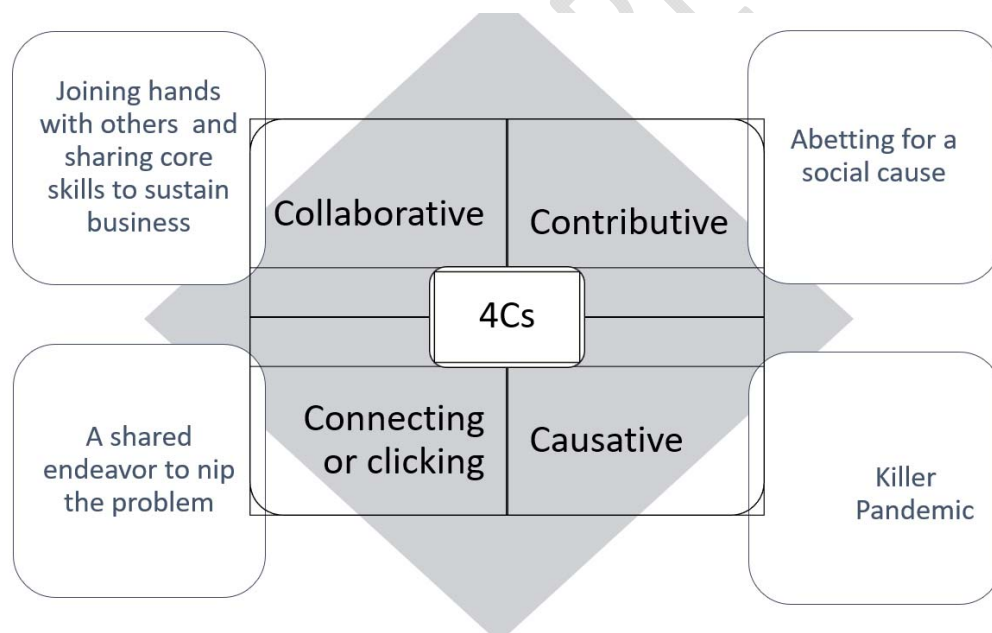 Joining hands
with others and
sharing core
skills to sustain
business
Collaborative
Contributive
Abetting for a
social cause
4Cs
A shared
endeavor to nip
the problem
Connecting
or clicking
Causative
Killer
Pandemic